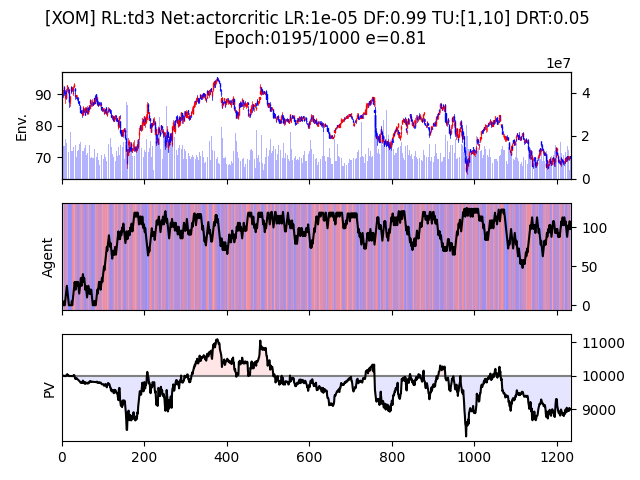 [XOM] RL:td3 Net:actorcritic LR:1e-05 DF:0.99 TU:[1,10] DRT:0.05
Epoch:0195/1000 e=0.81
1e7
90
80
70
Env.
4
2
0
Agent
100
50
0
PV
11000
10000
9000
0 200 400 600 800 1000 1200